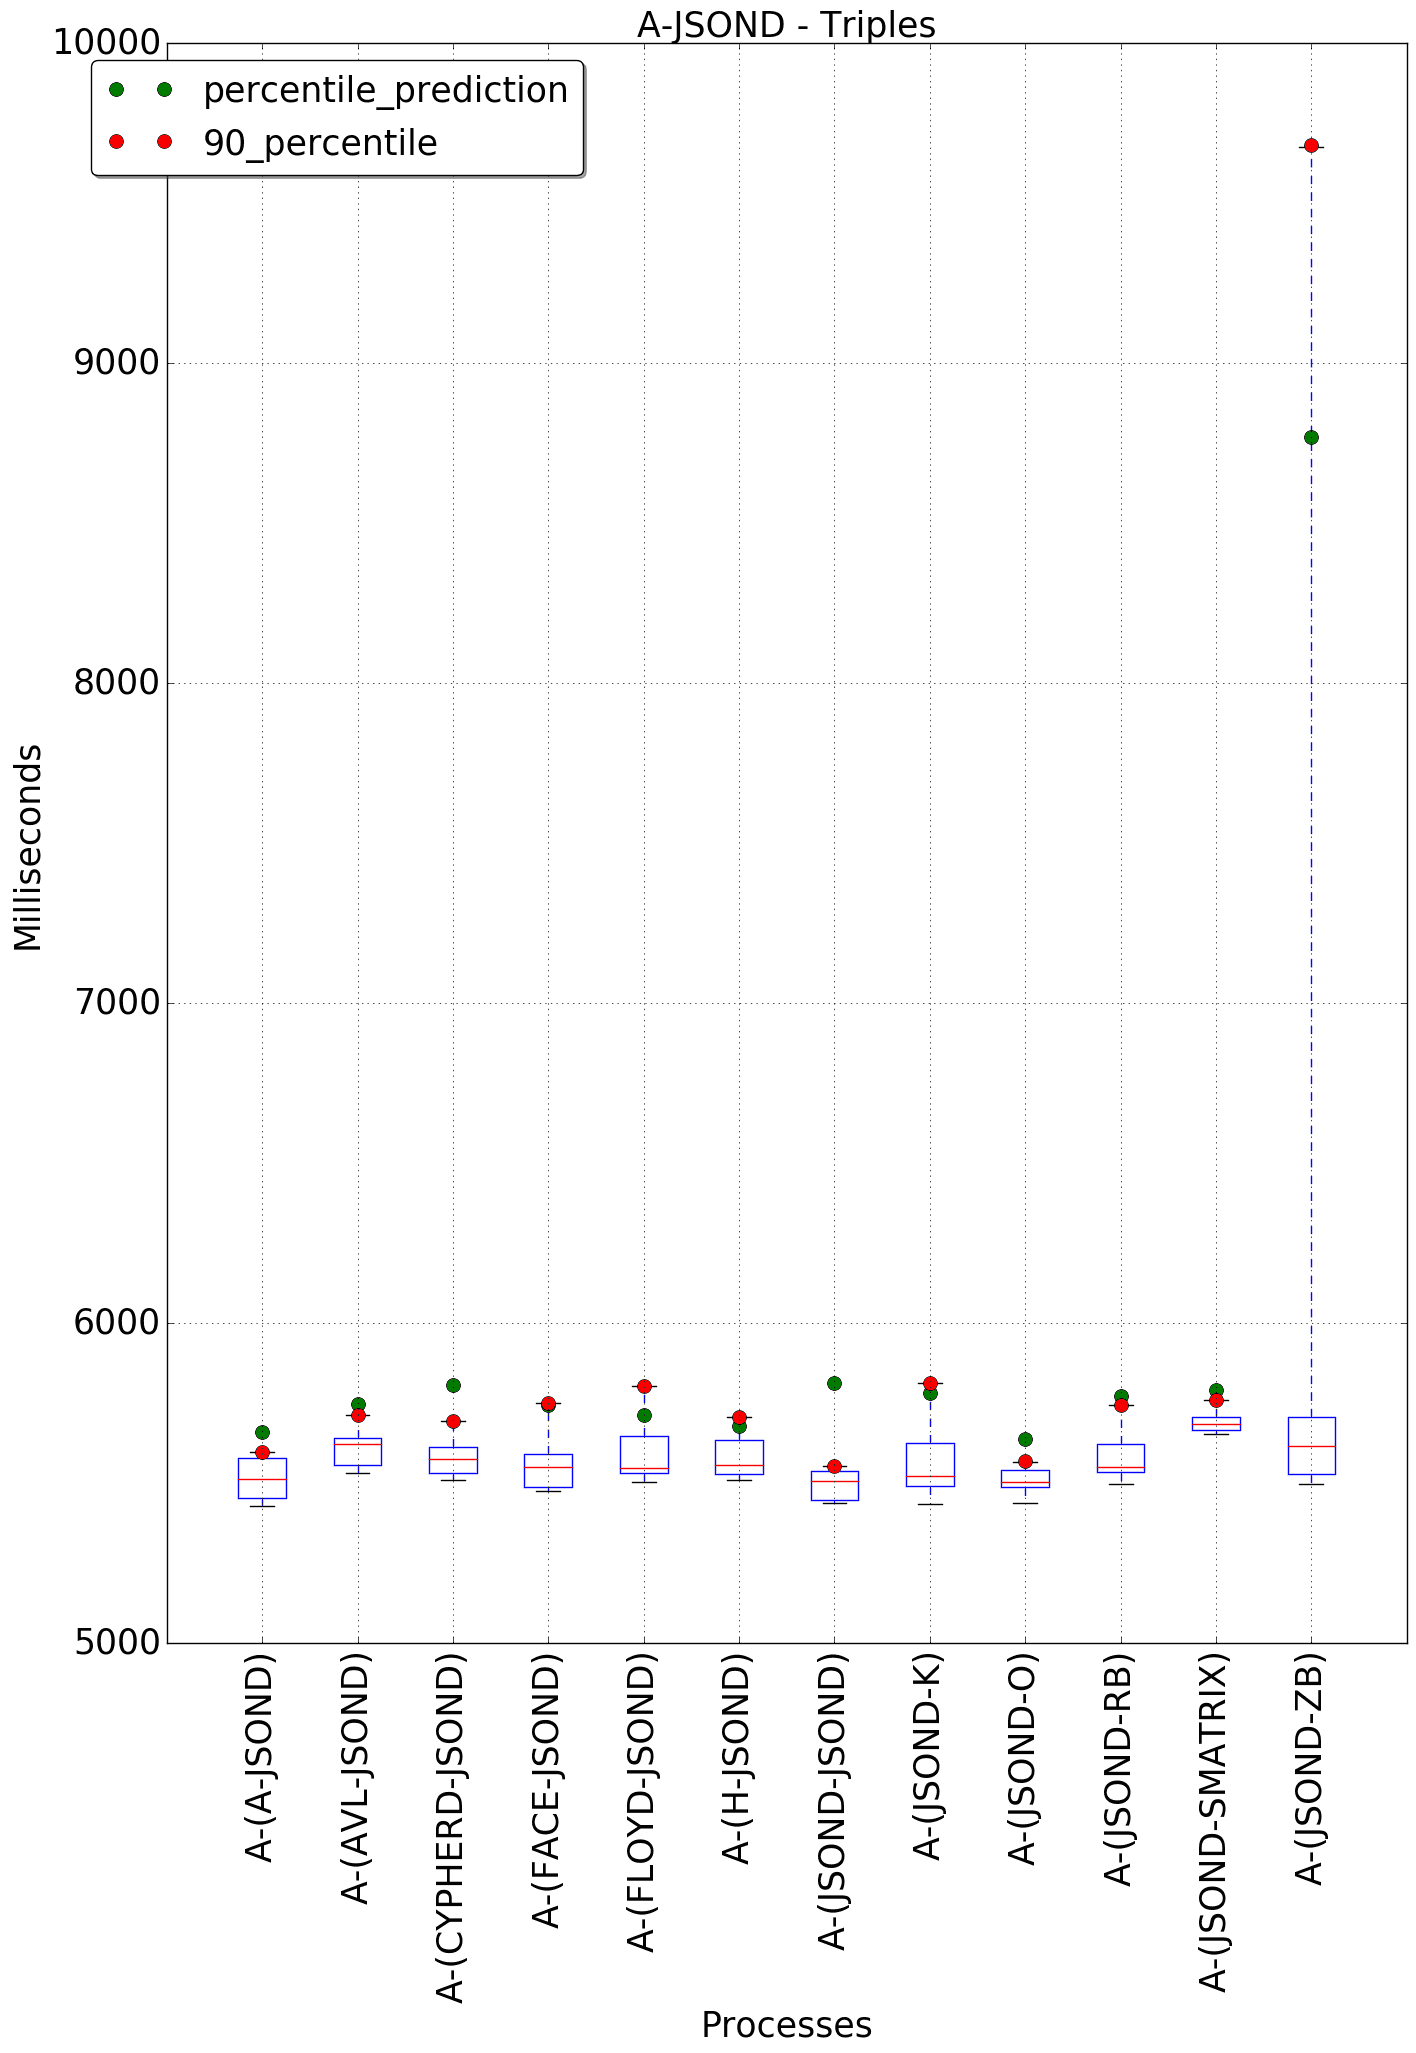 A-JSOND - Triples
percentile_prediction
90_percentile
10000
9000
8000
7000
6000
5000
Milliseconds
A-(A-JSOND)
A-(AVL-JSOND)
A-(CYPHERD-JSOND)
A-(FACE-JSOND)
A-(FLOYD-JSOND)
A-(H-JSOND)
A-(JSOND-JSOND)
A-(JSOND-K)
A-(JSOND-O)
A-(JSOND-RB)
A-(JSOND-SMATRIX)
A-(JSOND-ZB)
Processes